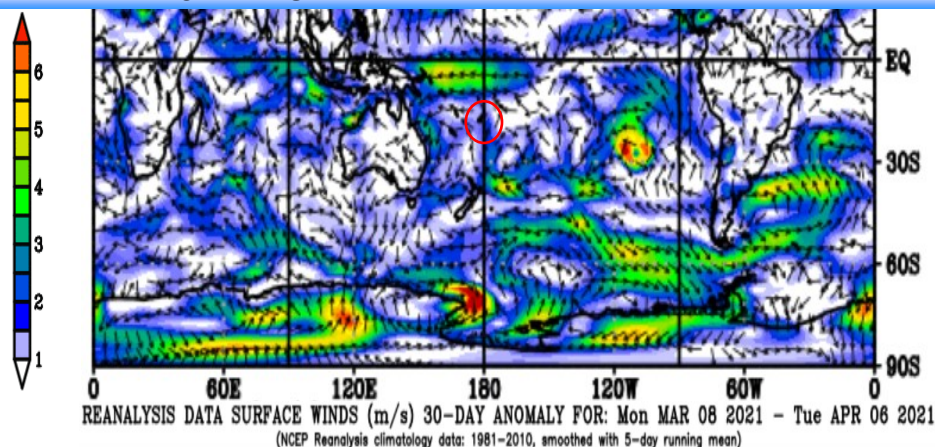 6
5
4
3
2
1
EQ
30S
60S
90S
0 60E 120E 180 120W 60W 0
REANALYSIS DATA SURFACE WINDS (m/s) 30-DAY ANOMALY FOR: Mon MAR 08 2021 - Tue APR 06 2021
(NCEP Reanalysis climatology data: 1981-2010, smoothed with 5-day running mean)